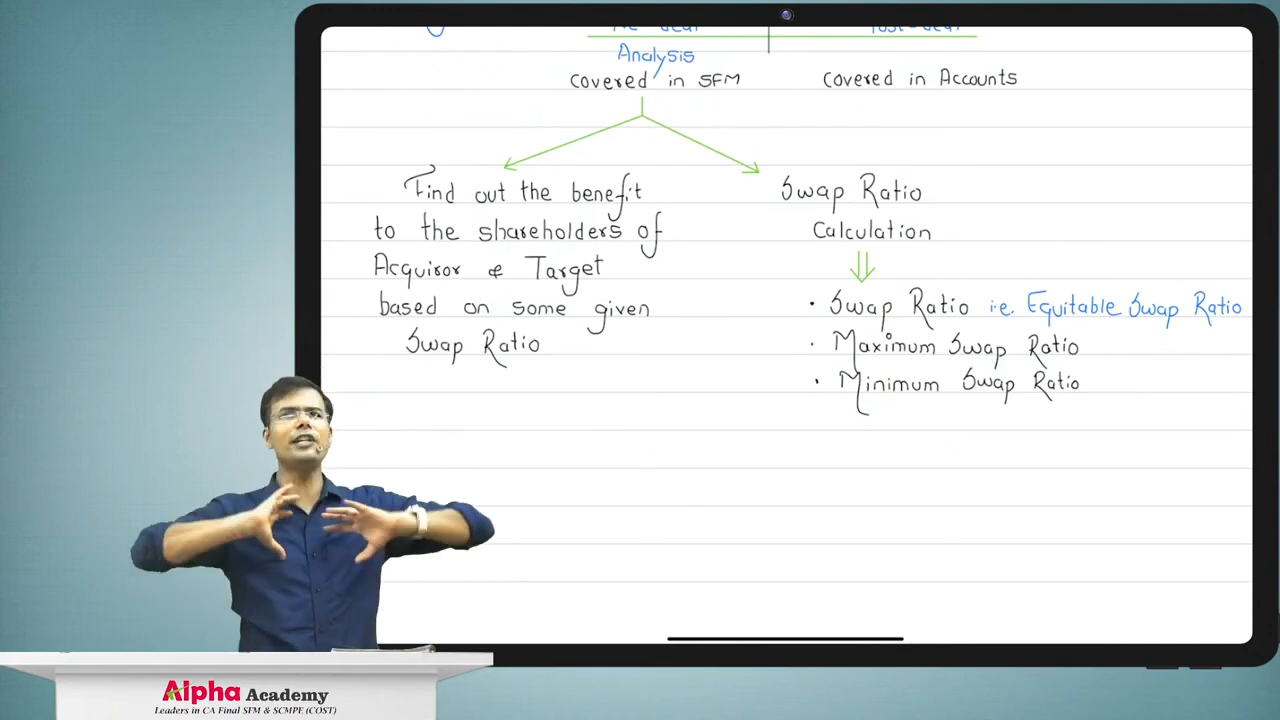 Analysis
Covered in SFM
Covered in Accounts
Find out the benefit
to the shareholders of
Acquiror & Target
based on some given
Swap Ratio
Swap Ratio
Calculation
• Swap Ratio i.e. Equitable Swap Ratio
• Maximum Swap Ratio
• Minimum Swap Ratio
Alpha Academy
Leaders in CA Final SFM & SCMPE (COST)